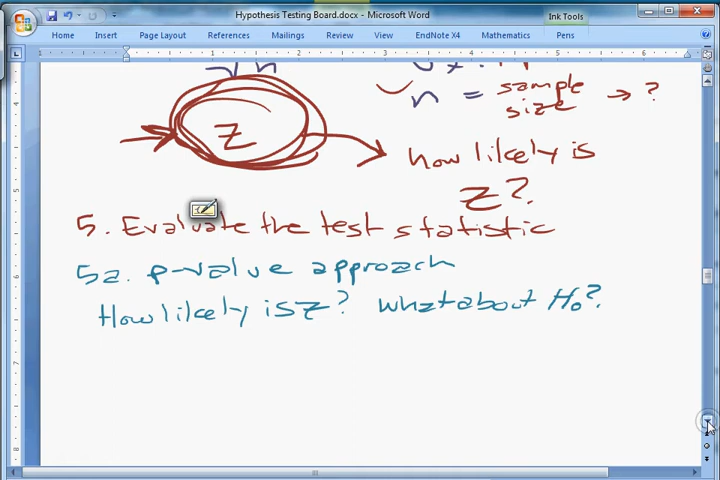 Hypothesis Testing Board.docx - Microsoft Word
Ink Tools
Home Insert Page Layout References Mailings Review View EndNote X4 Mathematics Pens
√n
n = sample size → ?
Z
how likely is
z?
5. Evaluate the test statistic
5a. p-value approach
How likely is z? what about Ho?